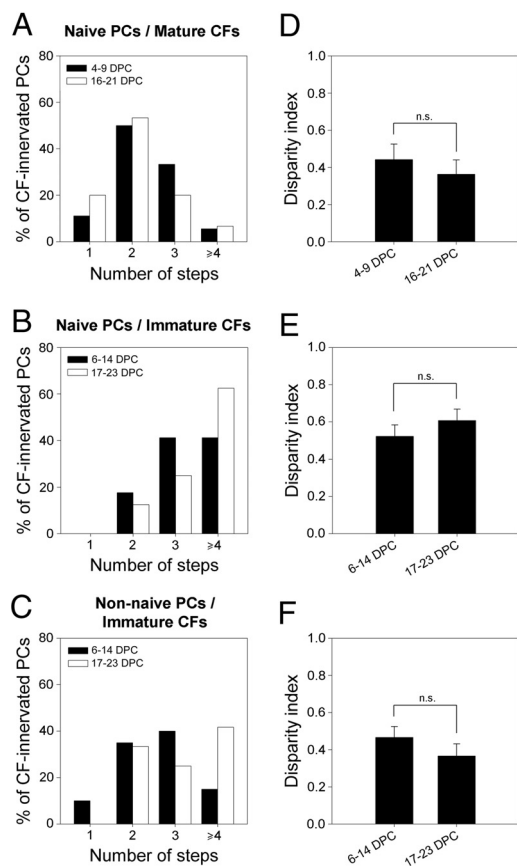 A
Naive PCs / Mature CFs
80
60
40
20
0
% of CF-innervated PCs
4-9 DPC
16-21 DPC
1 2 3 ≥4
Number of steps
D
1.0
0.8
0.6
0.4
0.2
0.0
Disparity index
n.s.
4-9 DPC
16-21 DPC
B
Naive PCs / Immature CFs
80
60
40
20
0
% of CF-innervated PCs
6-14 DPC
17-23 DPC
1 2 3 ≥4
Number of steps
E
1.0
0.8
0.6
0.4
0.2
0.0
Disparity index
n.s.
6-14 DPC
17-23 DPC
C
Non-naive PCs /
Immature CFs
80
60
40
20
0
% of CF-innervated PCs
6-14 DPC
17-23 DPC
1 2 3 ≥4
Number of steps
F
1.0
0.8
0.6
0.4
0.2
0.0
Disparity index
n.s.
6-14 DPC
17-23 DPC